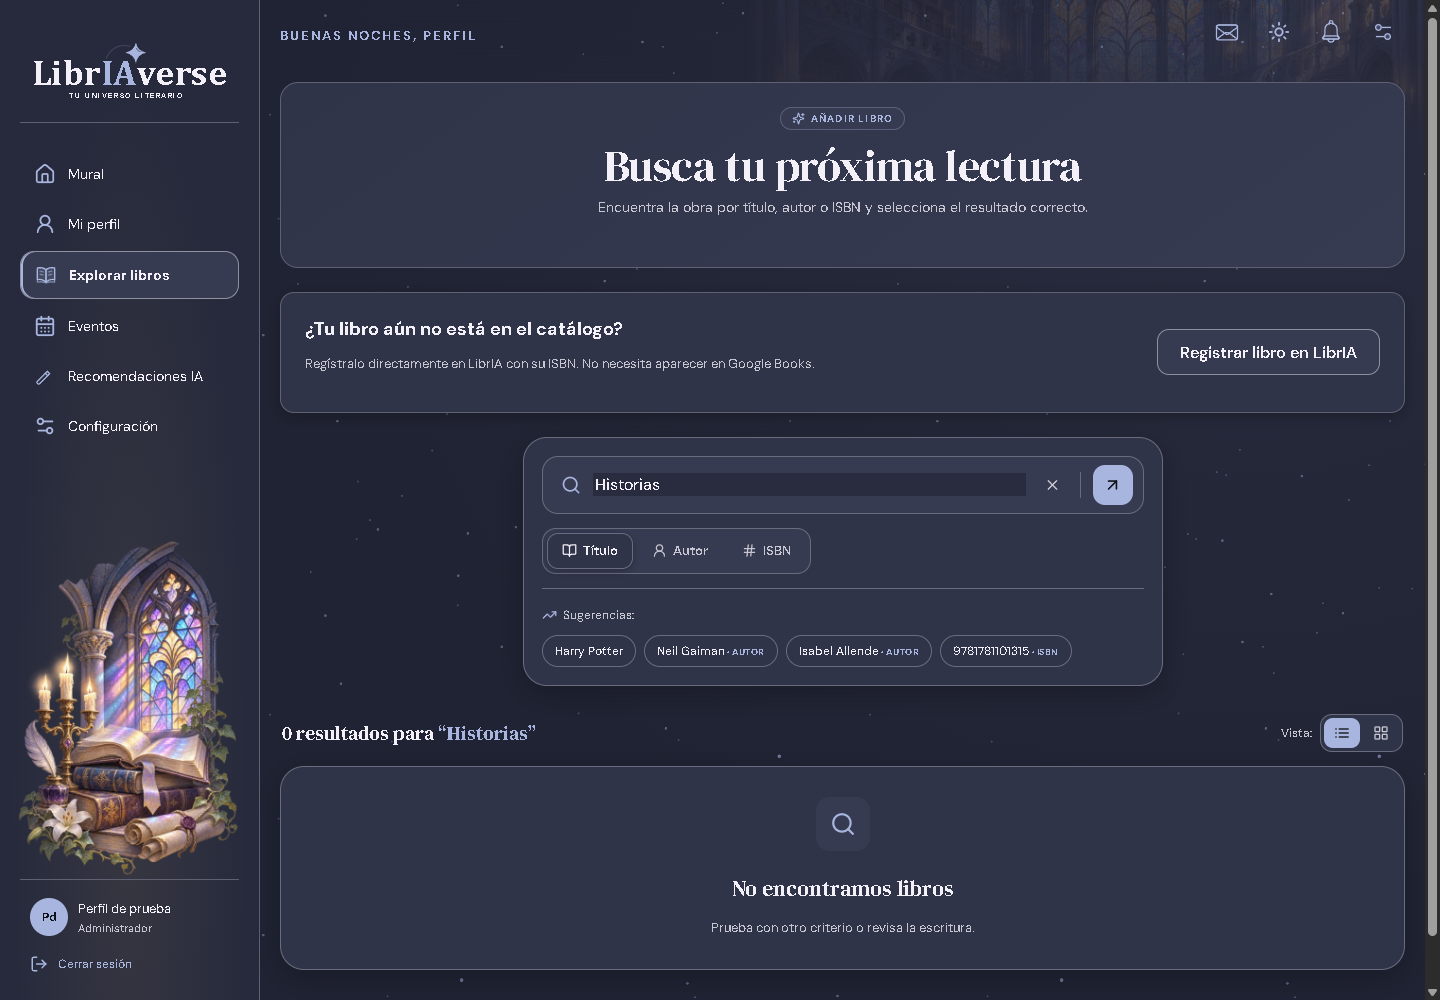 LibrIAverse
TU UNIVERSO LITERARIO
Mural
Mi perfil
Explorar libros
Eventos
Recomendaciones IA
Configuración
Pd
Perfil de prueba
Administrador
Cerrar sesión
BUENAS NOCHES, PERFIL
AÑADIR LIBRO
Busca tu próxima lectura
Encuentra la obra por título, autor o ISBN y selecciona el resultado correcto.
¿Tu libro aún no está en el catálogo?
Regístralo directamente en LibrIA con su ISBN. No necesita aparecer en Google Books.
Registrar libro en LibrIA
Historias
Título
Autor
# ISBN
Sugerencias:
Harry Potter
Neil Gaiman · AUTOR
Isabel Allende · AUTOR
9781781101315 · ISBN
0 resultados para “Historias”
Vista:
No encontramos libros
Prueba con otro criterio o revisa la escritura.